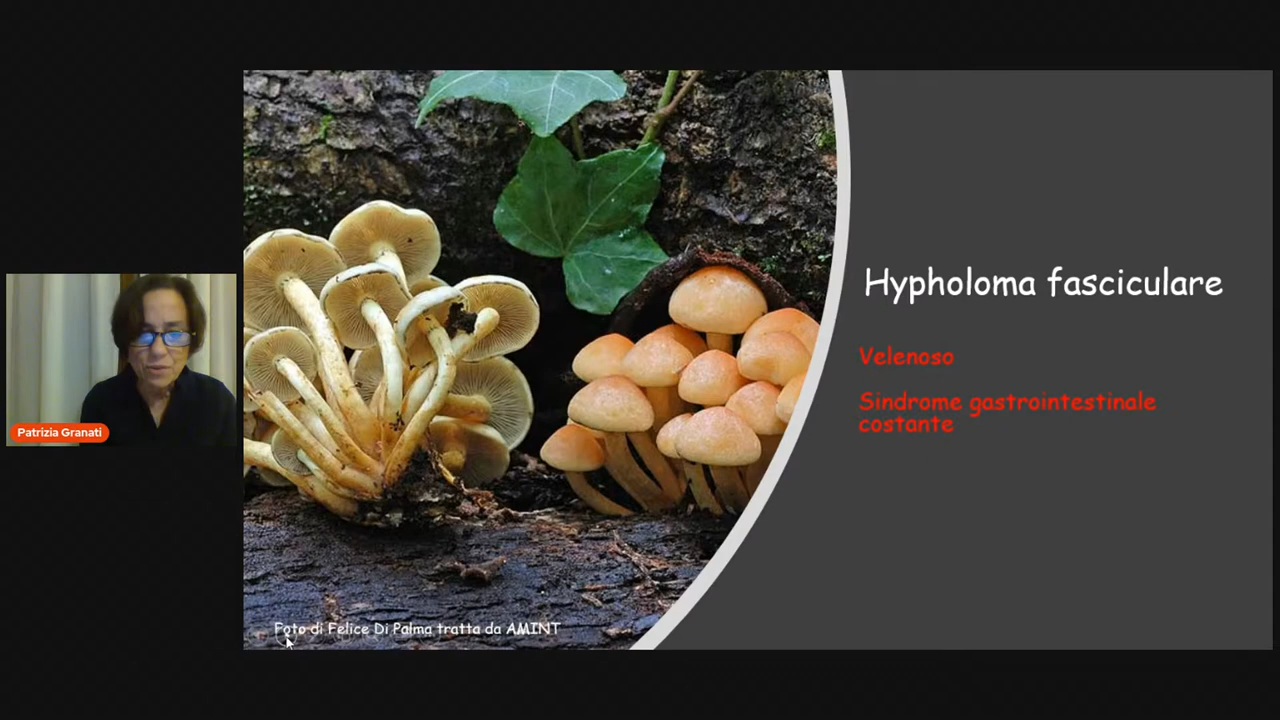 Hypholoma fasciculare
Velenoso
Sindrome gastrointestinale
costante
Patrizia Granati
Foto di Felice Di Palma tratta da AMINT